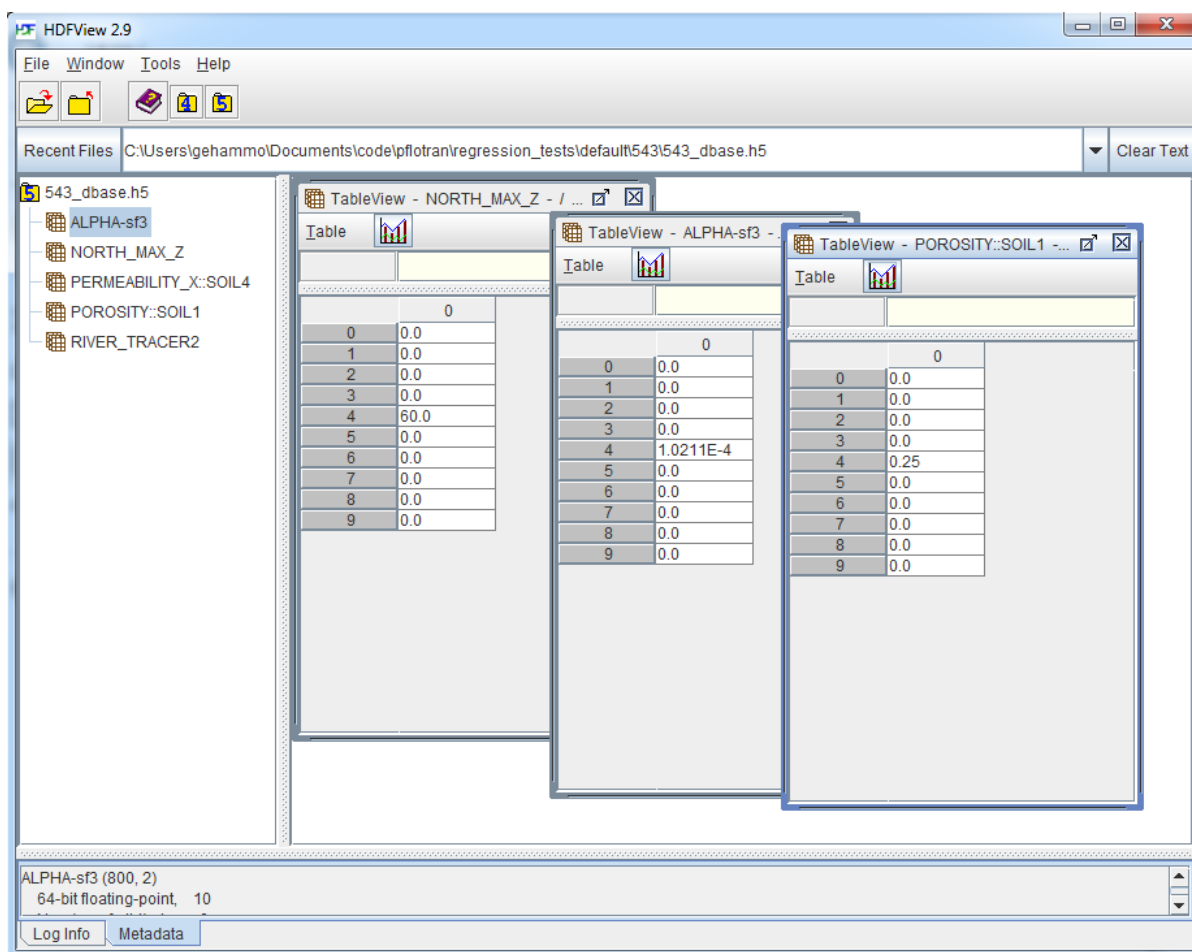 HDFView 2.9
File Window Tools Help
Recent Files C:\Users\gehammo\Documents\code\pflotran\regression_tests\default\543\543_dbase.h5 Clear Text
543_dbase.h5
ALPHA-sf3
NORTH_MAX_Z
PERMEABILITY_X::SOIL4
POROSITY::SOIL1
RIVER_TRACER2
TableView - NORTH_MAX_Z - / ...
Table
0
0 0.0
1 0.0
2 0.0
3 0.0
4 60.0
5 0.0
6 0.0
7 0.0
8 0.0
9 0.0
TableView - ALPHA-sf3 - ..
Table
0
0 0.0
1 0.0
2 0.0
3 0.0
4 1.0211E-4
5 0.0
6 0.0
7 0.0
8 0.0
9 0.0
TableView - POROSITY::SOIL1 -...
Table
0
0 0.0
1 0.0
2 0.0
3 0.0
4 0.25
5 0.0
6 0.0
7 0.0
8 0.0
9 0.0
ALPHA-sf3 (800, 2)
64-bit floating-point, 10
Log Info Metadata